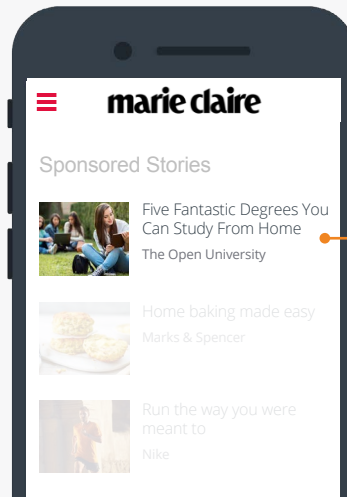 marie claire
Sponsored Stories
Five Fantastic Degrees You
Can Study From Home
The Open University
Home baking made easy
Marks & Spencer
Run the way you were
meant to
Nike